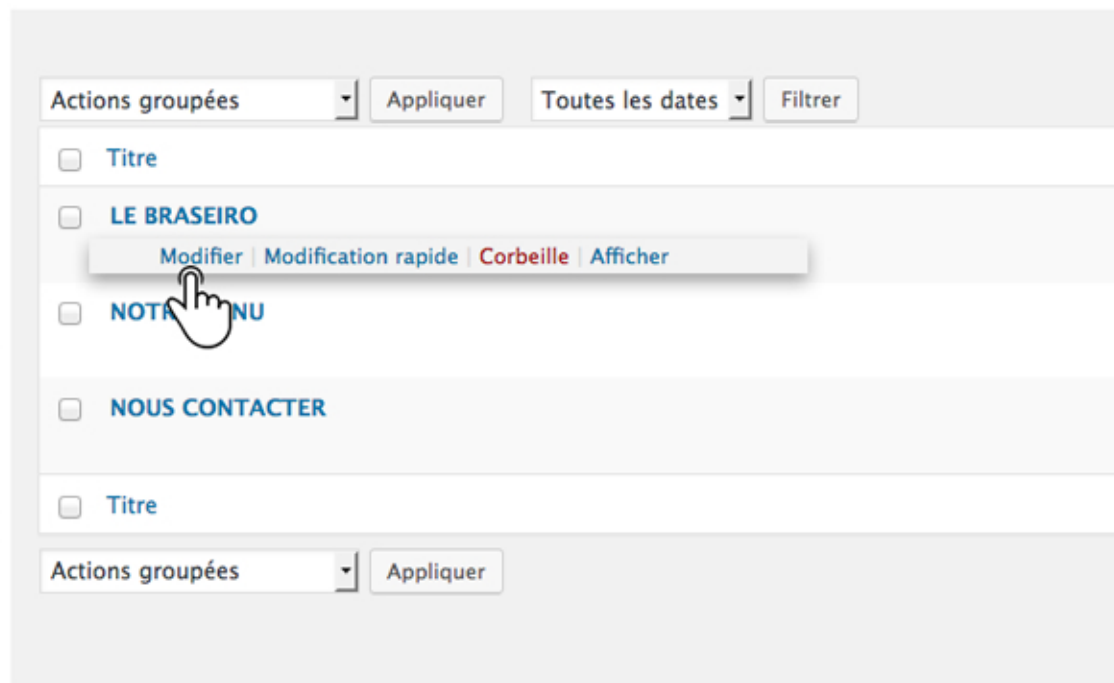 Actions groupées Appliquer Toutes les dates Filtrer
Titre
LE BRASEIRO
Modifier | Modification rapide | Corbeille | Afficher
NU
NOUS CONTACTER
Titre
Actions groupées Appliquer